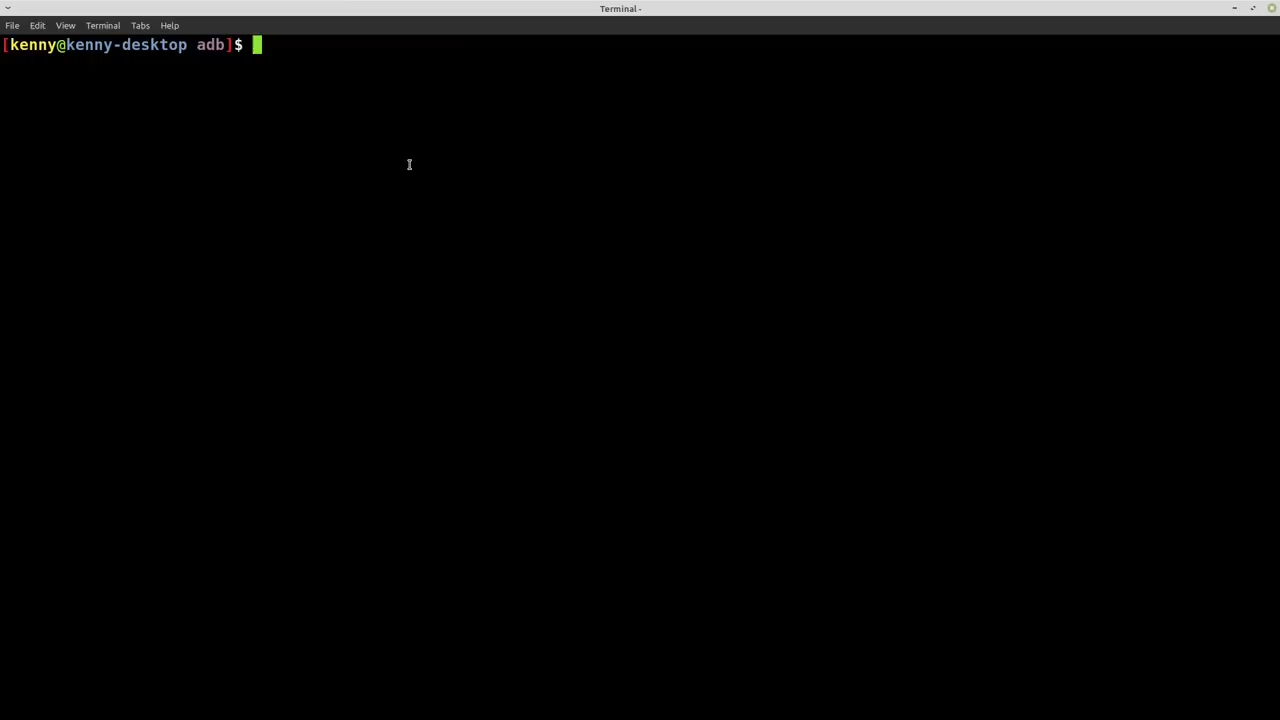 Terminal -
File Edit View Terminal Tabs Help
[kenny@kenny-desktop adb]$